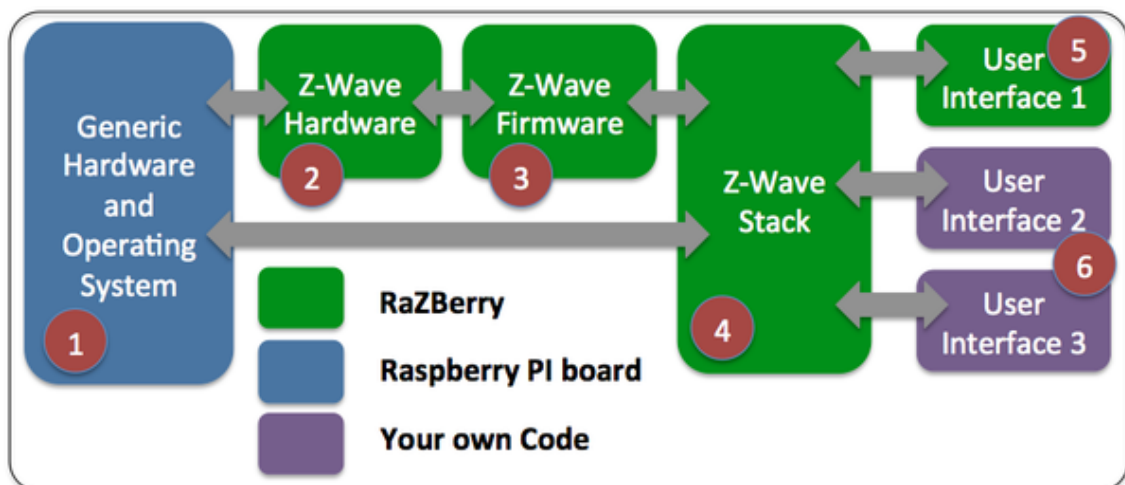 Generic
Hardware
and
Operating
System
1
Z-Wave
Hardware
2
Z-Wave
Firmware
3
Z-Wave
Stack
4
User
Interface 1
5
User
Interface 2
6
User
Interface 3
RaZBerry
Raspberry PI board
Your own Code